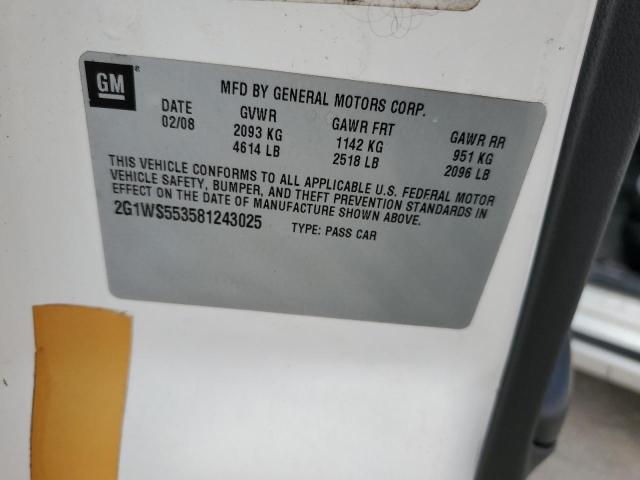 GM ®
MFD BY GENERAL MOTORS CORP.
DATE GVWR GAWR FRT GAWR RR
02/08 2093 KG 1142 KG 951 KG
4614 LB 2518 LB 2096 LB
THIS VEHICLE CONFORMS TO ALL APPLICABLE U.S. FEDERAL MOTOR
VEHICLE SAFETY, BUMPER, AND THEFT PREVENTION STANDARDS IN
EFFECT ON THE DATE OF MANUFACTURE SHOWN ABOVE.
2G1WS553581243025 TYPE: PASS CAR